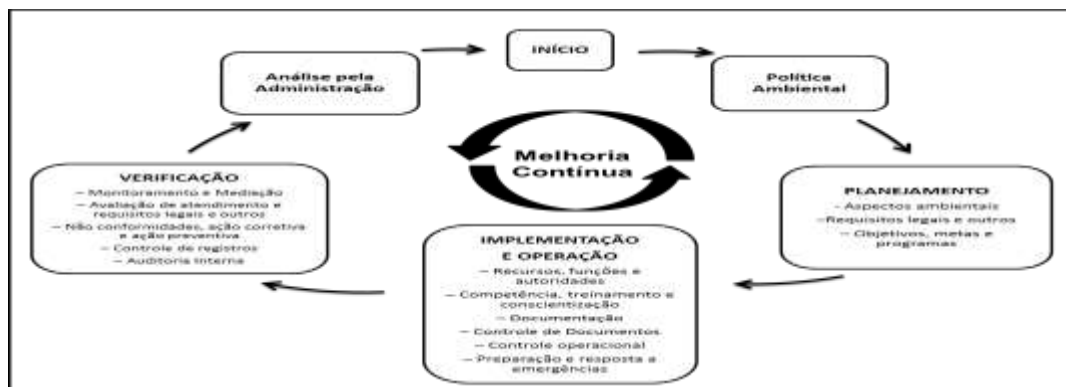 INÍCIO
Política
Ambiental
PLANEJAMENTO
- Aspectos ambientais
-Requisitos legais e outros
- Objetivos, metas e
programas
IMPLEMENTAÇÃO
E OPERAÇÃO
– Recursos, funções e
autoridades
– Competência, treinamento e
conscientização
– Documentação
– Controle de Documentos
– Controle operacional
– Preparação e resposta a
emergências
VERIFICAÇÃO
– Monitoramento e Mediação
– Avaliação de atendimento e
requisitos legais e outros
– Não conformidades, ação corretiva
e ação preventiva
– Controle de registros
– Auditoria Interna
Análise pela
Administração
Melhoria
Contínua